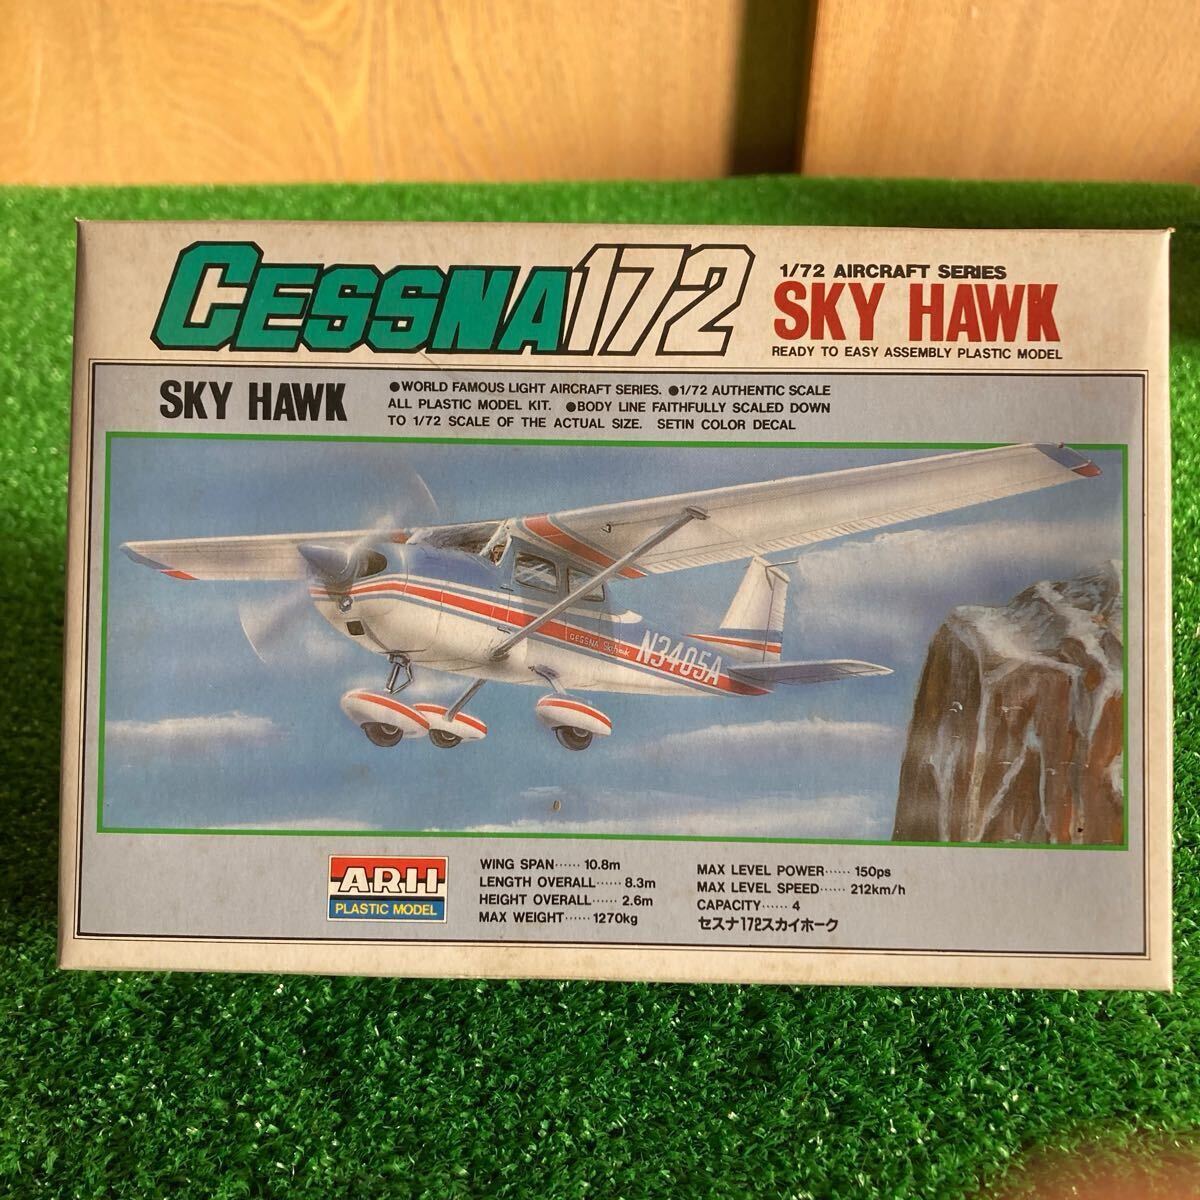 CESSNA172
1/72 AIRCRAFT SERIES
SKY HAWK
READY TO EASY ASSEMBLY PLASTIC MODEL
SKY HAWK
●WORLD FAMOUS LIGHT AIRCRAFT SERIES. ●1/72 AUTHENTIC SCALE
ALL PLASTIC MODEL KIT. ●BODY LINE FAITHFULLY SCALED DOWN
TO 1/72 SCALE OF THE ACTUAL SIZE. SETIN COLOR DECAL
CESSNA Skyhawk
N3405A
ARII
PLASTIC MODEL
WING SPAN…… 10.8m
LENGTH OVERALL…… 8.3m
HEIGHT OVERALL…… 2.6m
MAX WEIGHT…… 1270kg
MAX LEVEL POWER…… 150ps
MAX LEVEL SPEED…… 212km/h
CAPACITY…… 4
セスナ172スカイホーク